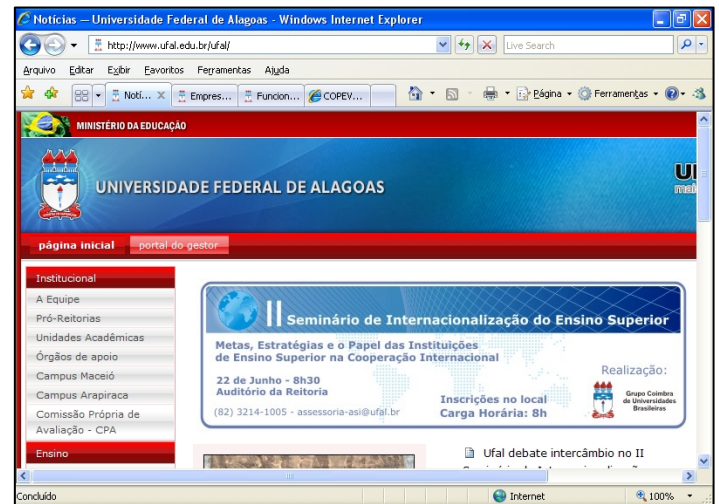 Notícias — Universidade Federal de Alagoas - Windows Internet Explorer
http://www.ufal.edu.br/ufal/
Live Search
Arquivo Editar Exibir Favoritos Ferramentas Ajuda
Notí... Empres... Funcion... COPEV... Página Ferramentas
MINISTÉRIO DA EDUCAÇÃO
UNIVERSIDADE FEDERAL DE ALAGOAS
página inicial portal do gestor
Institucional
A Equipe
Pró-Reitorias
Unidades Acadêmicas
Órgãos de apoio
Campus Maceió
Campus Arapiraca
Comissão Própria de
Avaliação - CPA
Ensino
II Seminário de Internacionalização do Ensino Superior
Metas, Estratégias e o Papel das Instituições
de Ensino Superior na Cooperação Internacional
22 de Junho - 8h30
Auditório da Reitoria
(82) 3214-1005 - assessoria-asi@ufal.br
Inscrições no local
Carga Horária: 8h
Realização:
Grupo Coimbra
de Universidades
Brasileiras
Ufal debate intercâmbio no II
Concluído Internet 100%